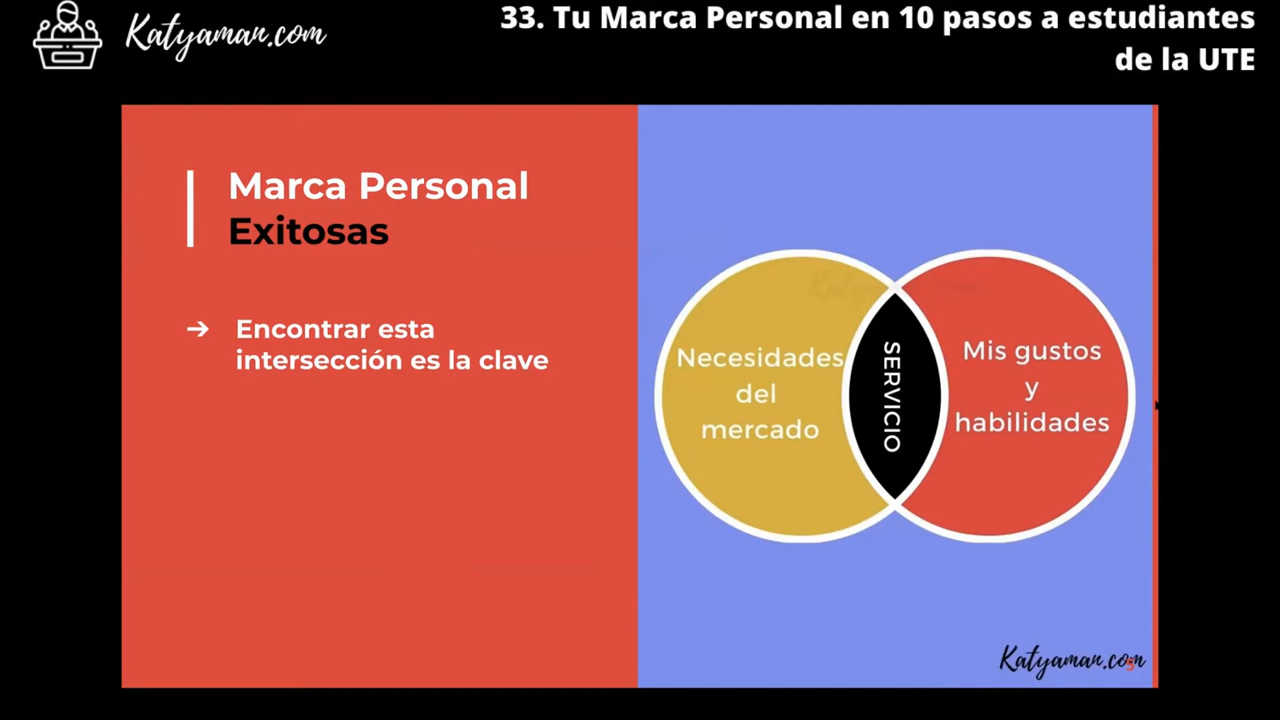 Katyaman.com
33. Tu Marca Personal en 10 pasos a estudiantes
de la UTE
Marca Personal
Exitosas
➔ Encontrar esta
intersección es la clave
Necesidades
del
mercado
SERVICIO
Mis gustos
y
habilidades
Katyaman.com